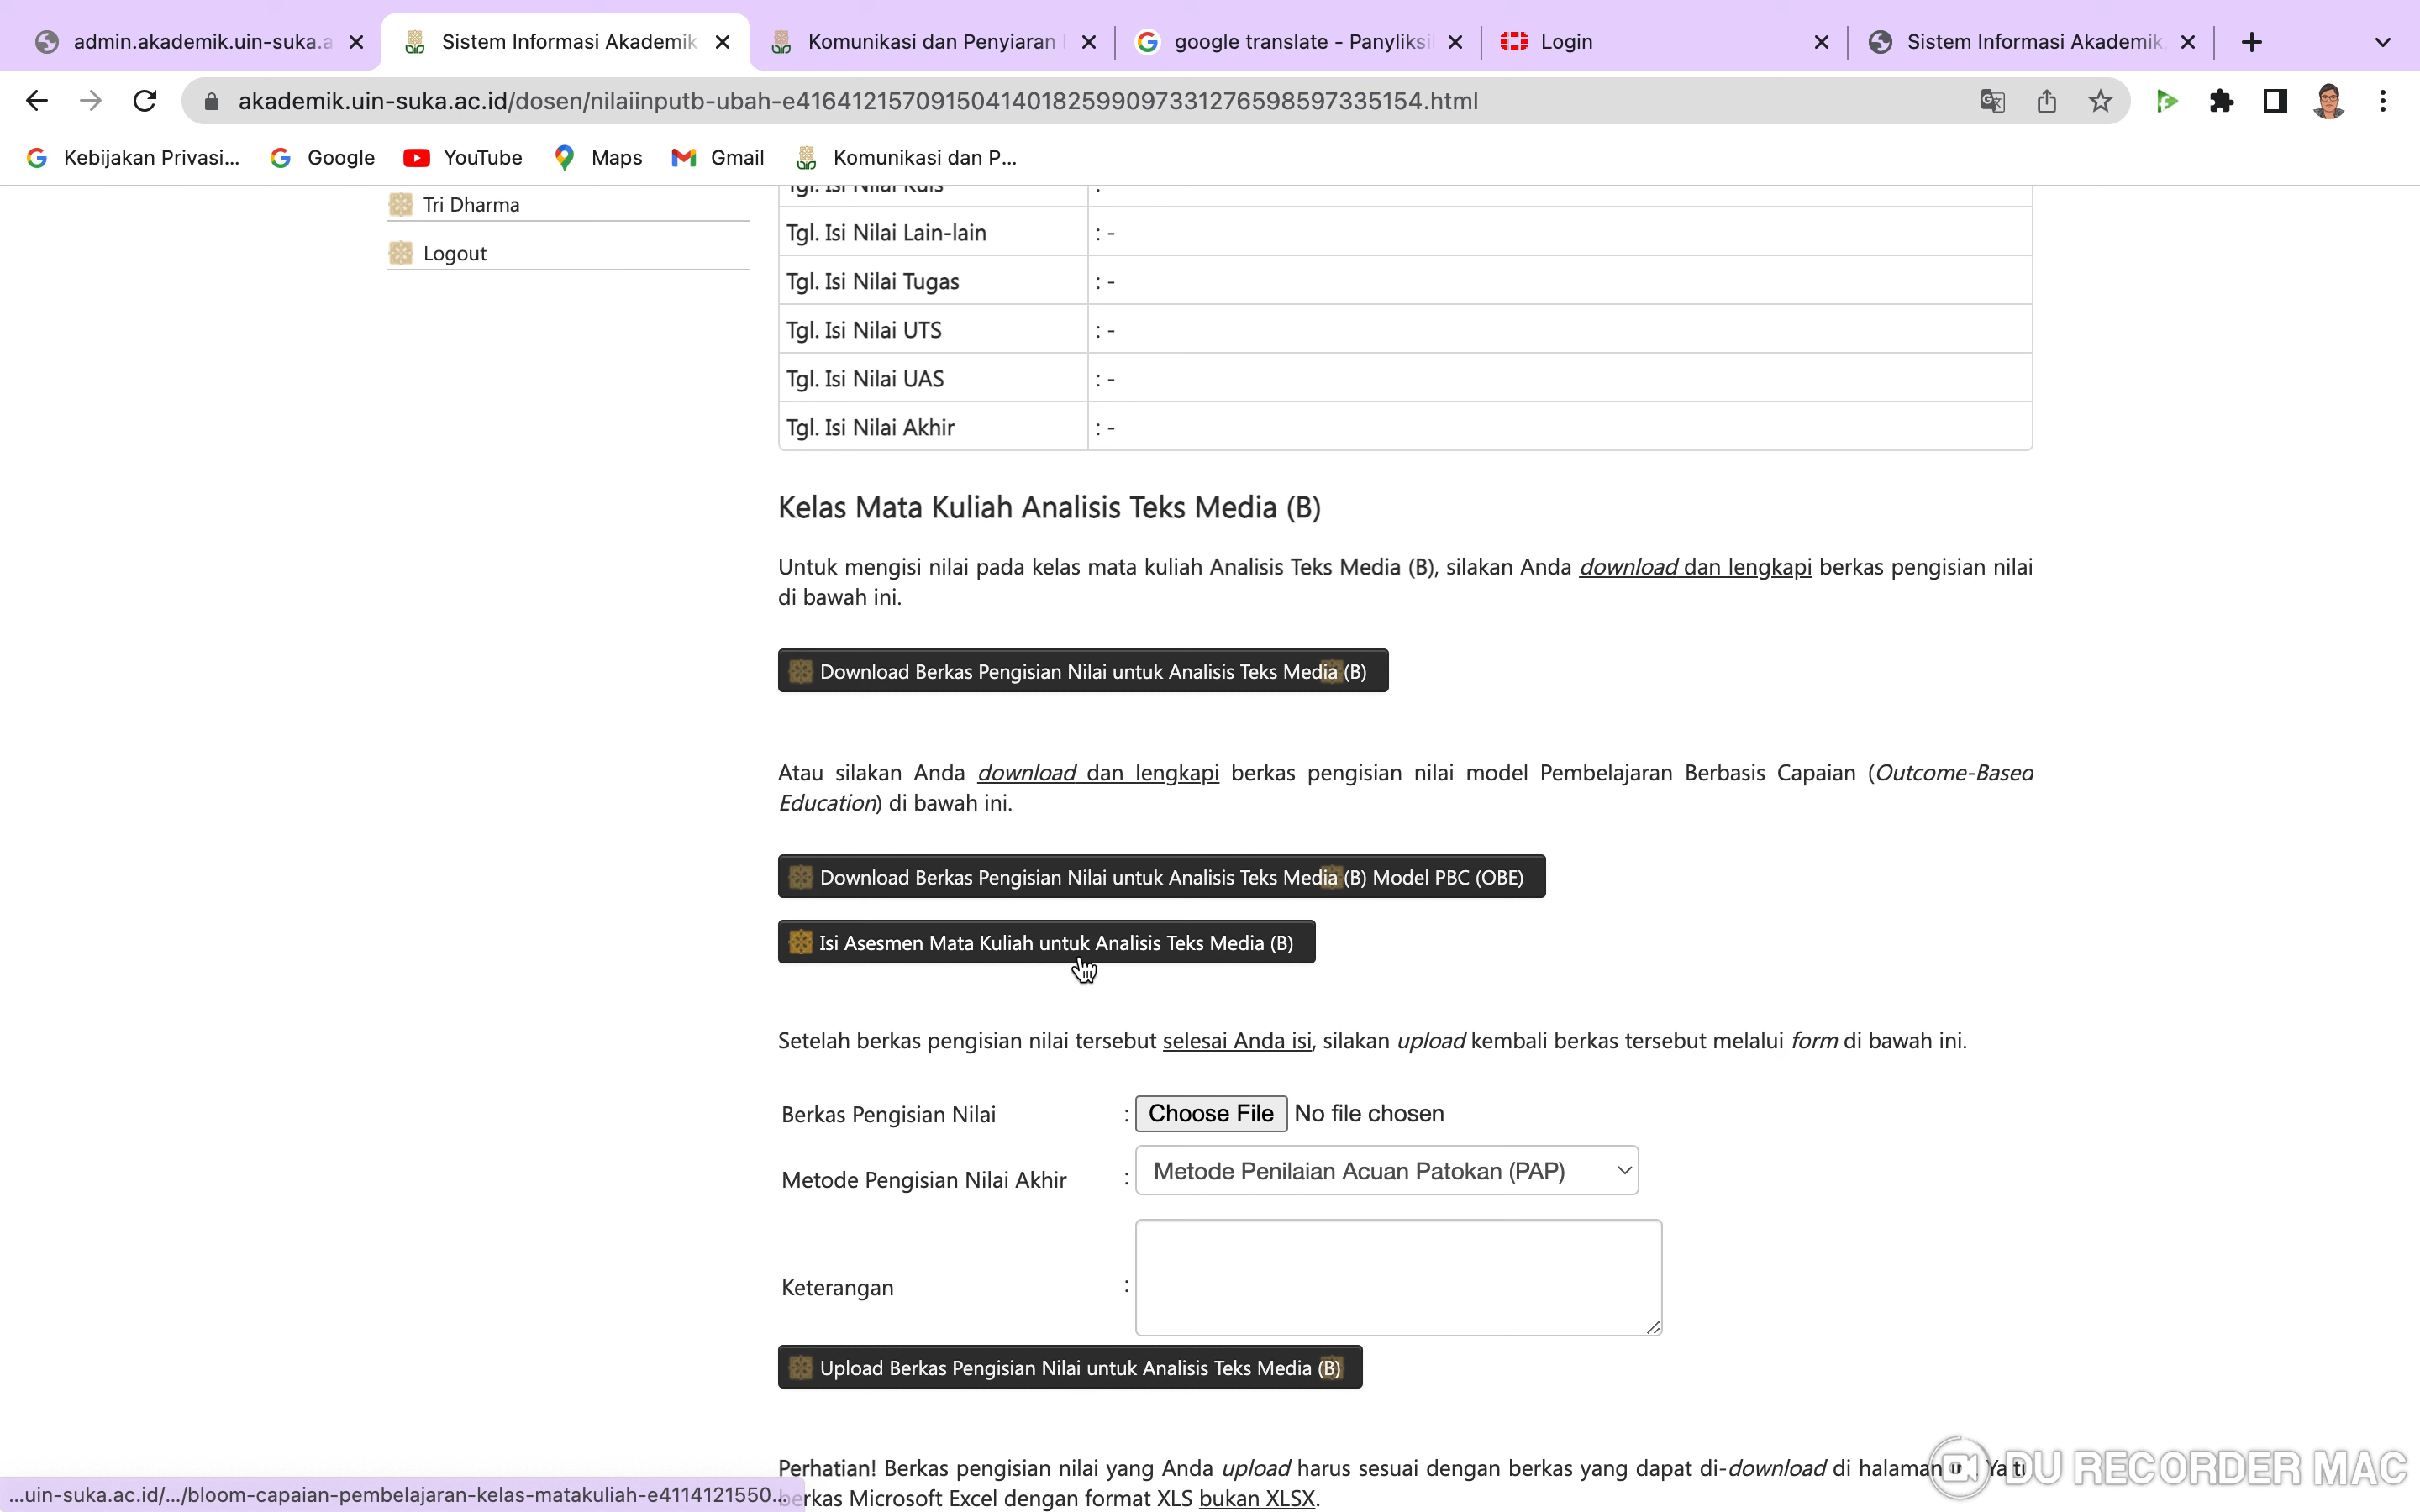 admin.akademik.uin-suka.a
Sistem Informasi Akademik
Komunikasi dan Penyiaran
google translate - Panyliksi
Login
Sistem Informasi Akademik
akademik.uin-suka.ac.id/dosen/nilaiinputb-ubah-e41641215709150414018259909733127659859733515​4.html
Kebijakan Privasi...
Google
YouTube
Maps
Gmail
Komunikasi dan P...
Tri Dharma
Logout
Tgl. Isi Nilai Kuis :
Tgl. Isi Nilai Lain-lain : -
Tgl. Isi Nilai Tugas : -
Tgl. Isi Nilai UTS : -
Tgl. Isi Nilai UAS : -
Tgl. Isi Nilai Akhir : -
Kelas Mata Kuliah Analisis Teks Media (B)
Untuk mengisi nilai pada kelas mata kuliah Analisis Teks Media (B), silakan Anda download dan lengkapi berkas pengisian nilai
di bawah ini.
Download Berkas Pengisian Nilai untuk Analisis Teks Media (B)
Atau silakan Anda download dan lengkapi berkas pengisian nilai model Pembelajaran Berbasis Capaian (Outcome-Based
Education) di bawah ini.
Download Berkas Pengisian Nilai untuk Analisis Teks Media (B) Model PBC (OBE)
Isi Asesmen Mata Kuliah untuk Analisis Teks Media (B)
Setelah berkas pengisian nilai tersebut selesai Anda isi, silakan upload kembali berkas tersebut melalui form di bawah ini.
Berkas Pengisian Nilai : Choose File No file chosen
Metode Pengisian Nilai Akhir : Metode Penilaian Acuan Patokan (PAP)
Keterangan :
Upload Berkas Pengisian Nilai untuk Analisis Teks Media (B)
Perhatian! Berkas pengisian nilai yang Anda upload harus sesuai dengan berkas yang dapat di-download di halaman
berkas Microsoft Excel dengan format XLS bukan XLSX.
...uin-suka.ac.id/.../bloom-capaian-pembelajaran-kelas-matakuliah-e4114121550...
DU RECORDER MAC